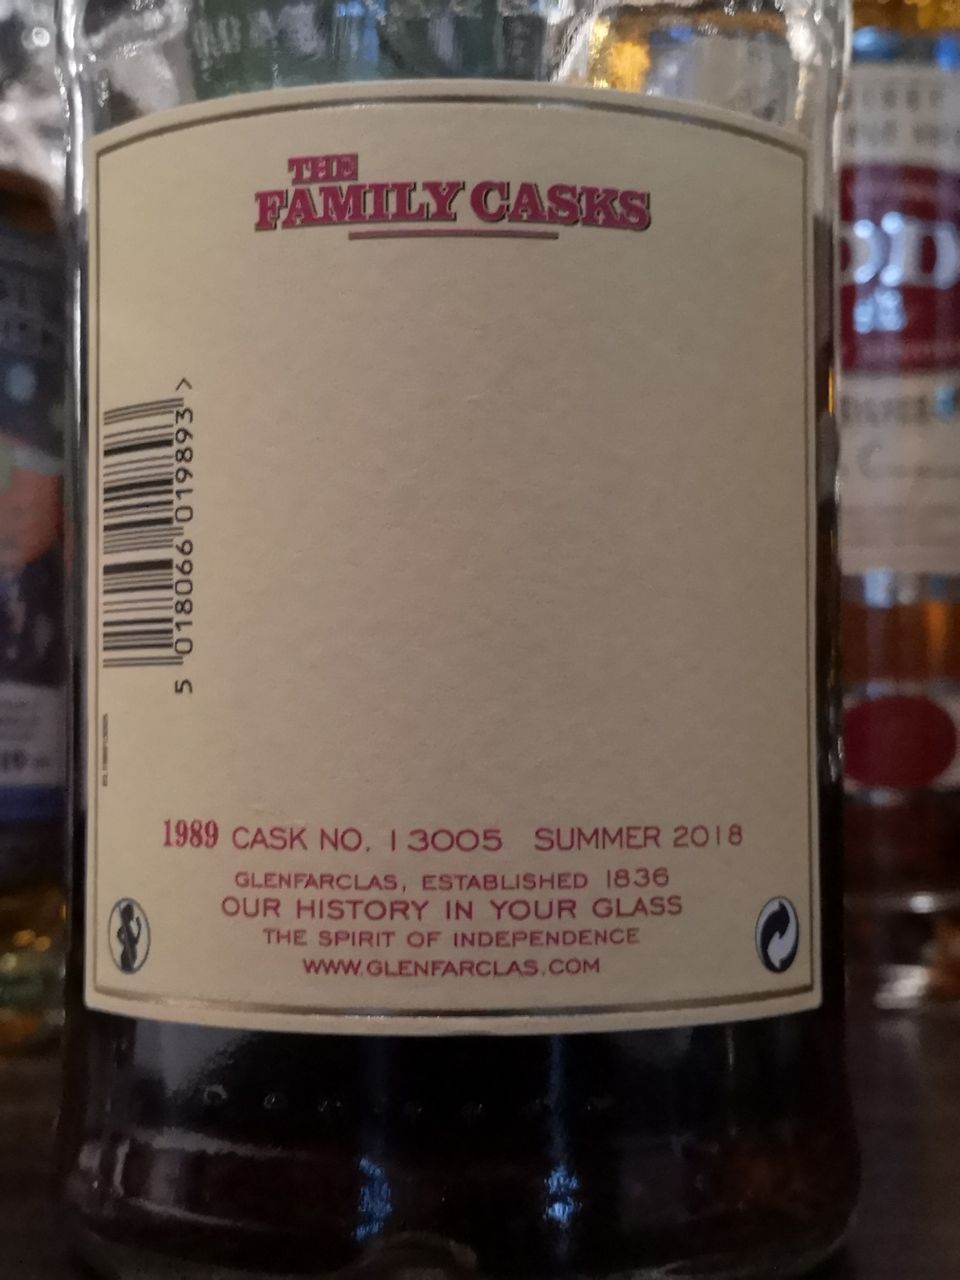 THE
FAMILY CASKS
5 018066 019893 >
1989 CASK NO. 13005 SUMMER 2018
GLENFARCLAS, ESTABLISHED 1836
OUR HISTORY IN YOUR GLASS
THE SPIRIT OF INDEPENDENCE
WWW.GLENFARCLAS.COM